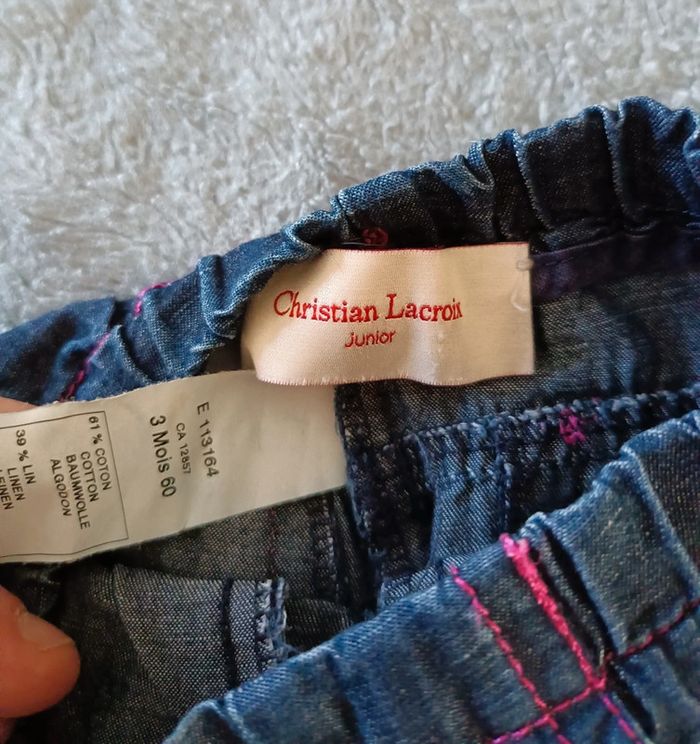 Christian Lacroix
Junior
E 113164
CA 12857
3 Mois 60
61 % COTON
COTTON
BAUMWOLLE
ALGODON
39 % LIN
LINEN
LEINEN